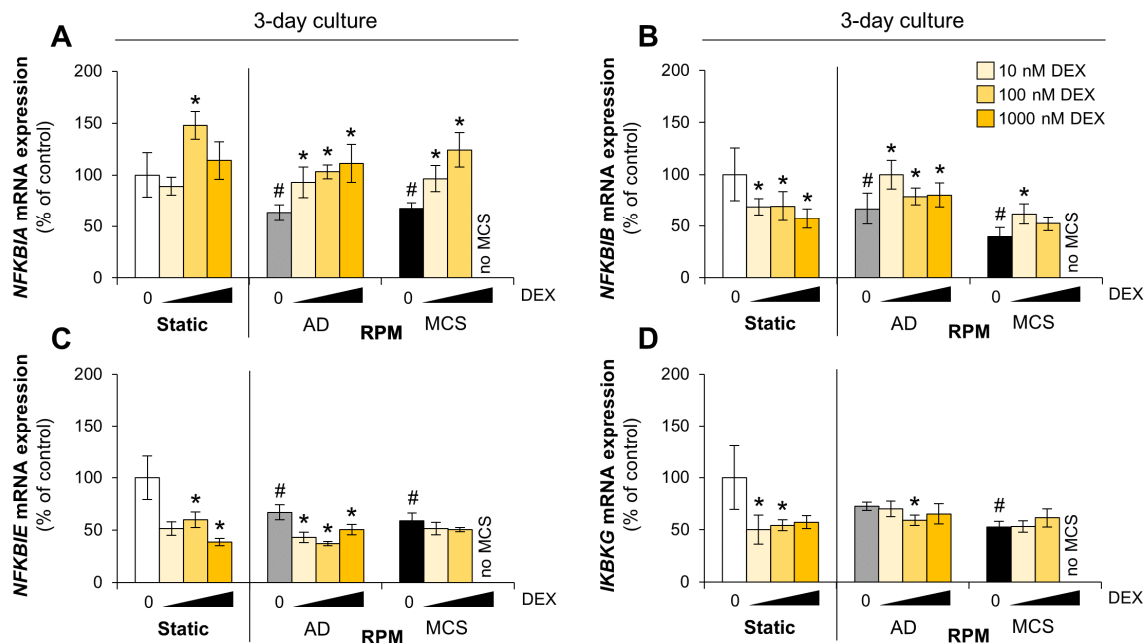 3-day culture
A
NFKBIA mRNA expression
(% of control)
200
150
100
50
0
*
#
*
*
*
#
*
*
no MCS
0
0
0
DEX
Static
AD
RPM
MCS
3-day culture
B
NFKBIB mRNA expression
(% of control)
200
150
100
50
0
10 nM DEX
100 nM DEX
1000 nM DEX
*
*
*
#
*
*
*
#
*
no MCS
0
0
0
DEX
Static
AD
RPM
MCS
C
NFKBIE mRNA expression
(% of control)
200
150
100
50
0
*
*
#
*
*
*
#
no MCS
0
0
0
DEX
Static
AD
RPM
MCS
D
IKBKG mRNA expression
(% of control)
200
150
100
50
0
*
*
*
#
no MCS
0
0
0
DEX
Static
AD
RPM
MCS